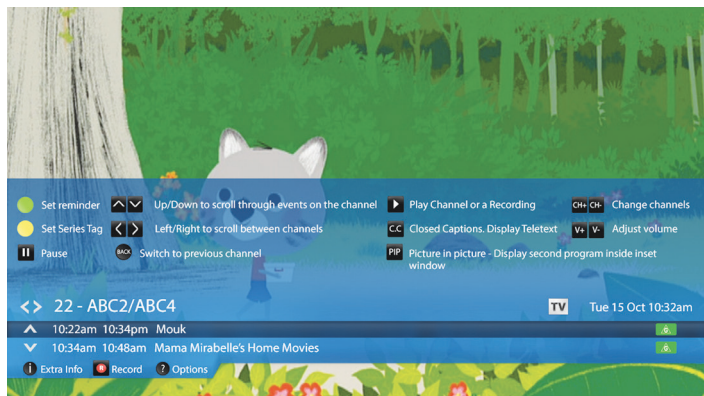 Set reminder Up/Down to scroll through events on the channel Play Channel or a Recording CH+ CH- Change channels
Set Series Tag Left/Right to scroll between channels C.C Closed Captions. Display Teletext V+ V- Adjust volume
Pause BACK Switch to previous channel PIP Picture in picture - Display second program inside inset
window
22 - ABC2/ABC4 TV Tue 15 Oct 10:32am
10:22am 10:34pm Mouk .G.
10:34am 10:48am Mama Mirabelle's Home Movies .G.
i Extra Info R Record ? Options